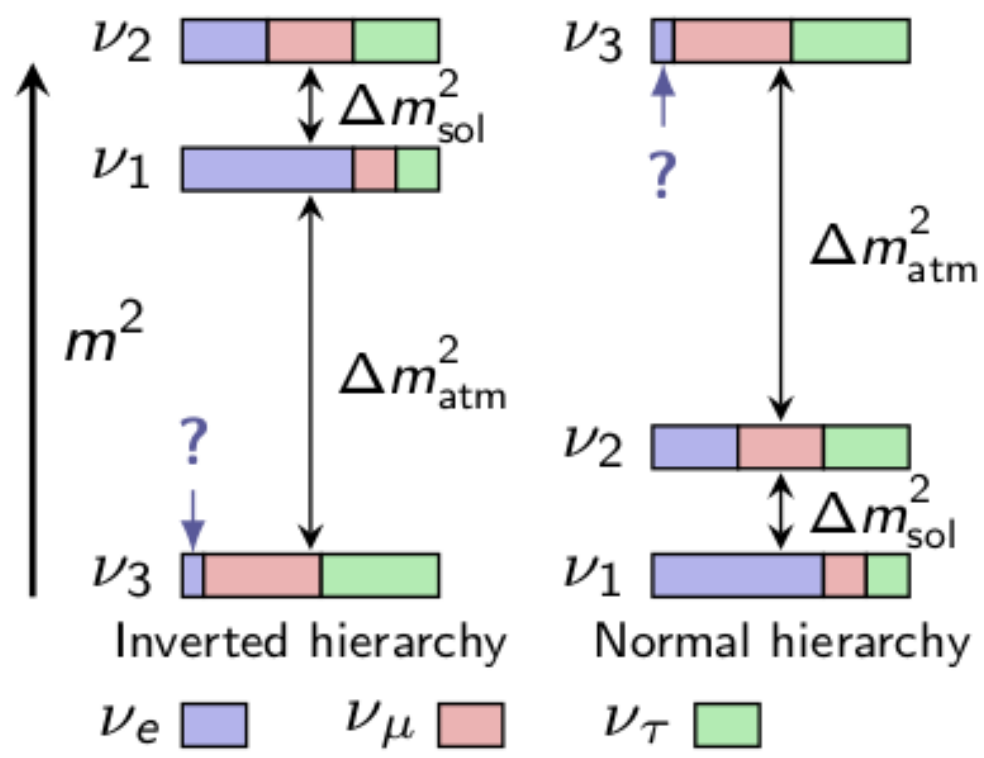 ν₂
Δm²sol
ν₁
m²
Δm²atm
?
ν₃
Inverted hierarchy
ν₃
?
Δm²atm
ν₂
Δm²sol
ν₁
Normal hierarchy
νₑ νμ ντ